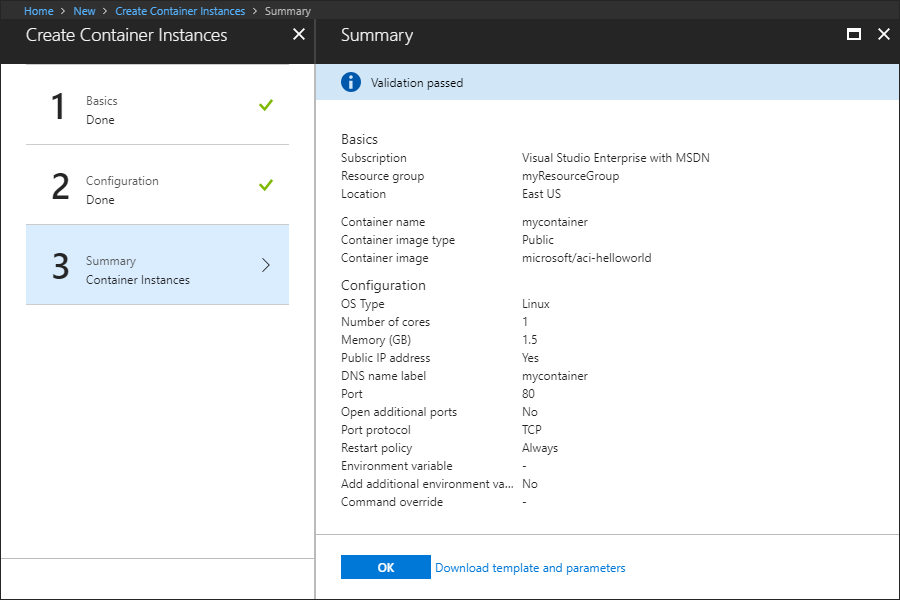 Home > New > Create Container Instances > Summary
Create Container Instances
Summary
1
Basics
Done
2
Configuration
Done
3
Summary
Container Instances
Validation passed
Basics
Subscription Visual Studio Enterprise with MSDN
Resource group myResourceGroup
Location East US
Container name mycontainer
Container image type Public
Container image microsoft/aci-helloworld
Configuration
OS Type Linux
Number of cores 1
Memory (GB) 1.5
Public IP address Yes
DNS name label mycontainer
Port 80
Open additional ports No
Port protocol TCP
Restart policy Always
Environment variable -
Add additional environment va... No
Command override -
OK Download template and parameters